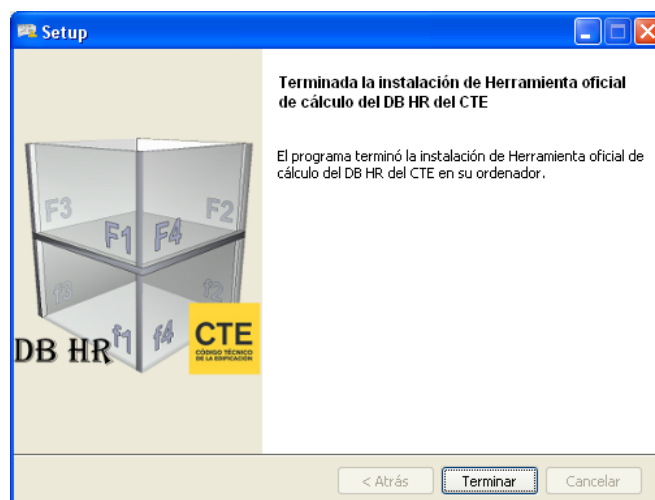 Setup
Terminada la instalación de Herramienta oficial
de cálculo del DB HR del CTE
El programa terminó la instalación de Herramienta oficial de
cálculo del DB HR del CTE en su ordenador.
F3
F2
F1
F4
f3
f2
f1
f4
DB HR
CTE
CÓDIGO TÉCNICO
DE LA EDIFICACIÓN
< Atrás
Terminar
Cancelar